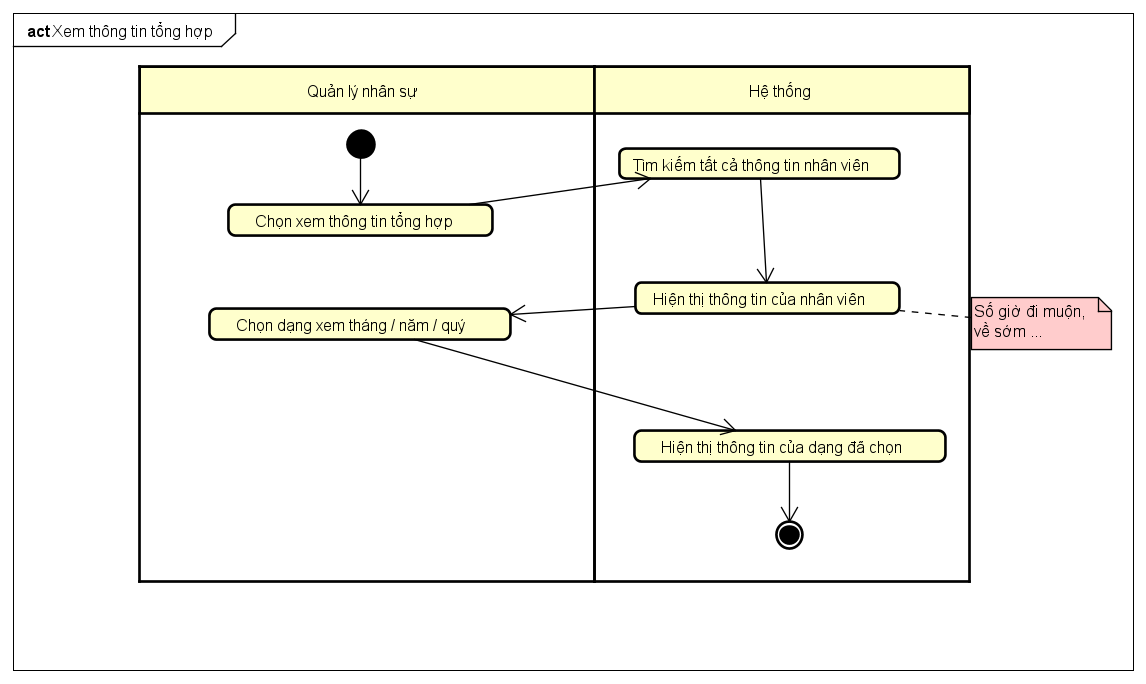 act Xem thông tin tổng hợp
Quản lý nhân sự
Hệ thống
Tìm kiếm tất cả thông tin nhân viên
Chọn xem thông tin tổng hợp
Hiện thị thông tin của nhân viên
Số giờ đi muộn,
về sớm ...
Chọn dạng xem tháng / năm / quý
Hiện thị thông tin của dạng đã chọn